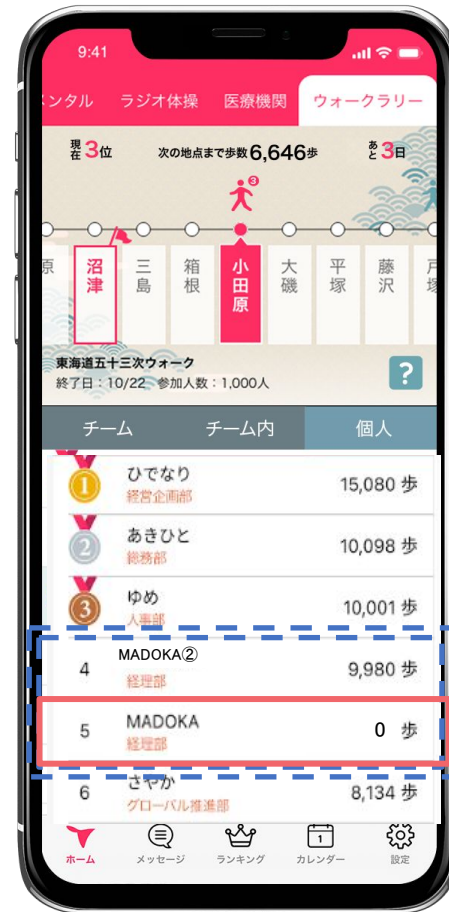 9:41
メンタル ラジオ体操 医療機関 ウォークラリー
現在3位 次の地点まで歩数6,646歩 あと3日
3
原 沼津 三島 箱根 小田原 大磯 平塚 藤沢 戸塚
東海道五十三次ウォーク
終了日:10/22 参加人数:1,000人
?
チーム チーム内 個人
1 ひでなり 15,080 歩
経営企画部
2 あきひと 10,098 歩
総務部
3 ゆめ 10,001 歩
人事部
4 MADOKA② 9,980 歩
経理部
5 MADOKA 0 歩
経理部
6 さやか 8,134 歩
グローバル推進部
1
ホーム メッセージ ランキング カレンダー 設定